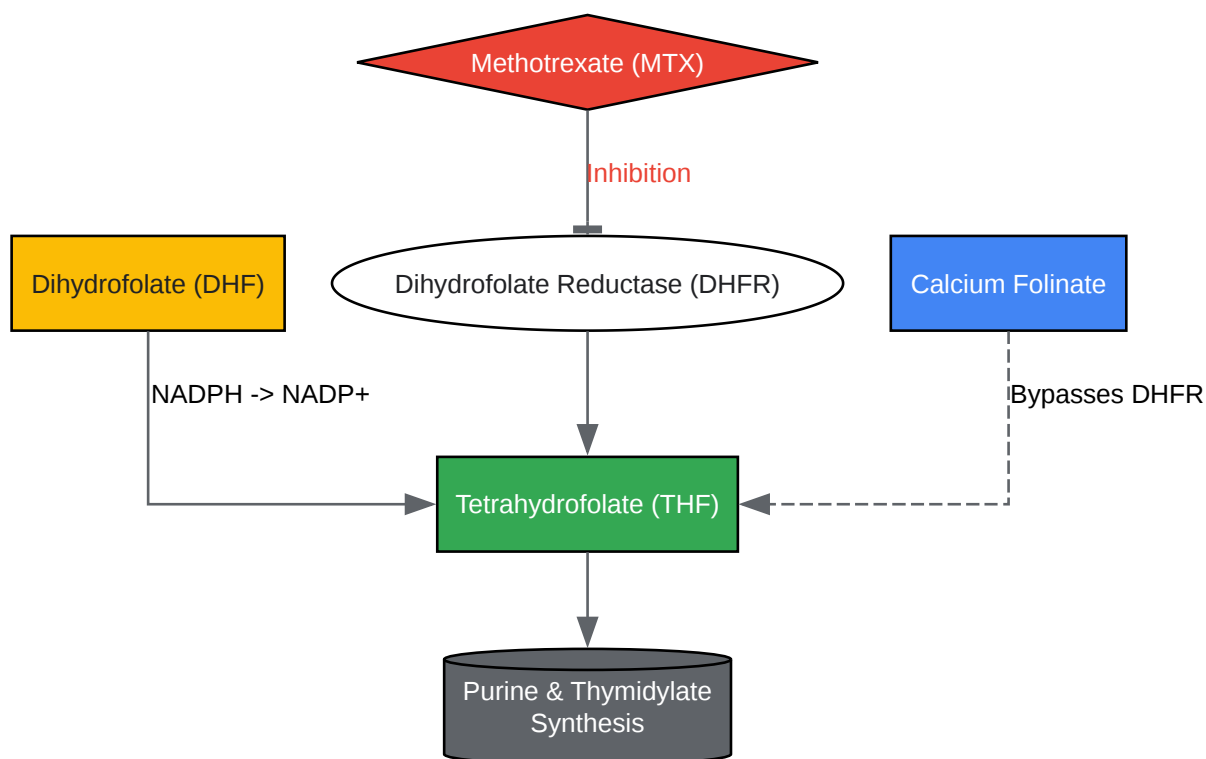 Methotrexate (MTX)
Inhibition
Dihydrofolate (DHF)
Dihydrofolate Reductase (DHFR)
Calcium Folinate
NADPH -> NADP+
Bypasses DHFR
Tetrahydrofolate (THF)
Purine & Thymidylate
Synthesis